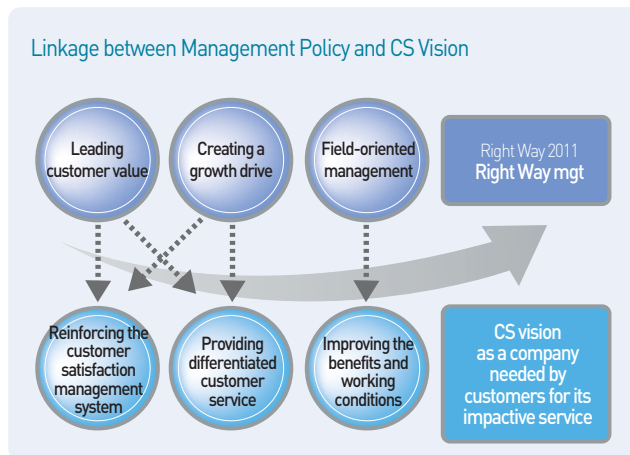 Linkage between Management Policy and CS Vision
Leading
customer value
Creating a
growth drive
Field-oriented
management
Right Way 2011
Right Way mgt
Reinforcing the
customer
satisfaction
management
system
Providing
differentiated
customer
service
Improving the
benefits and
working
conditions
CS vision
as a company
needed by
customers for its
impactive service